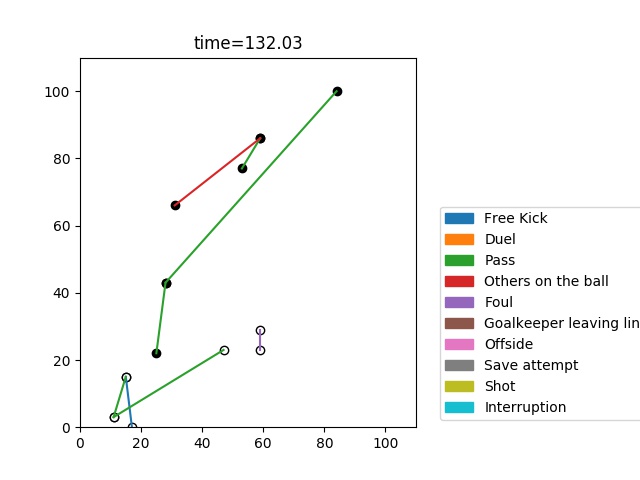 time=132.03
100
80
60
40
20
0
0 20 40 60 80 100
Free Kick
Duel
Pass
Others on the ball
Foul
Goalkeeper leaving lin
Offside
Save attempt
Shot
Interruption